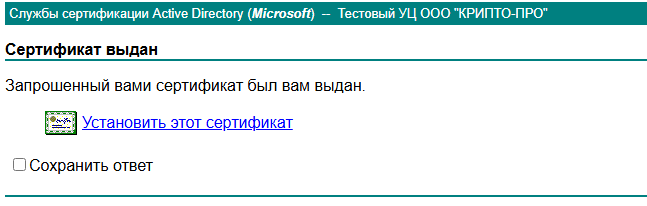 Службы сертификации Active Directory (Microsoft) -- Тестовый УЦ ООО "КРИПТО-ПРО"
Сертификат выдан
Запрошенный вами сертификат был вам выдан.
Установить этот сертификат
Сохранить ответ